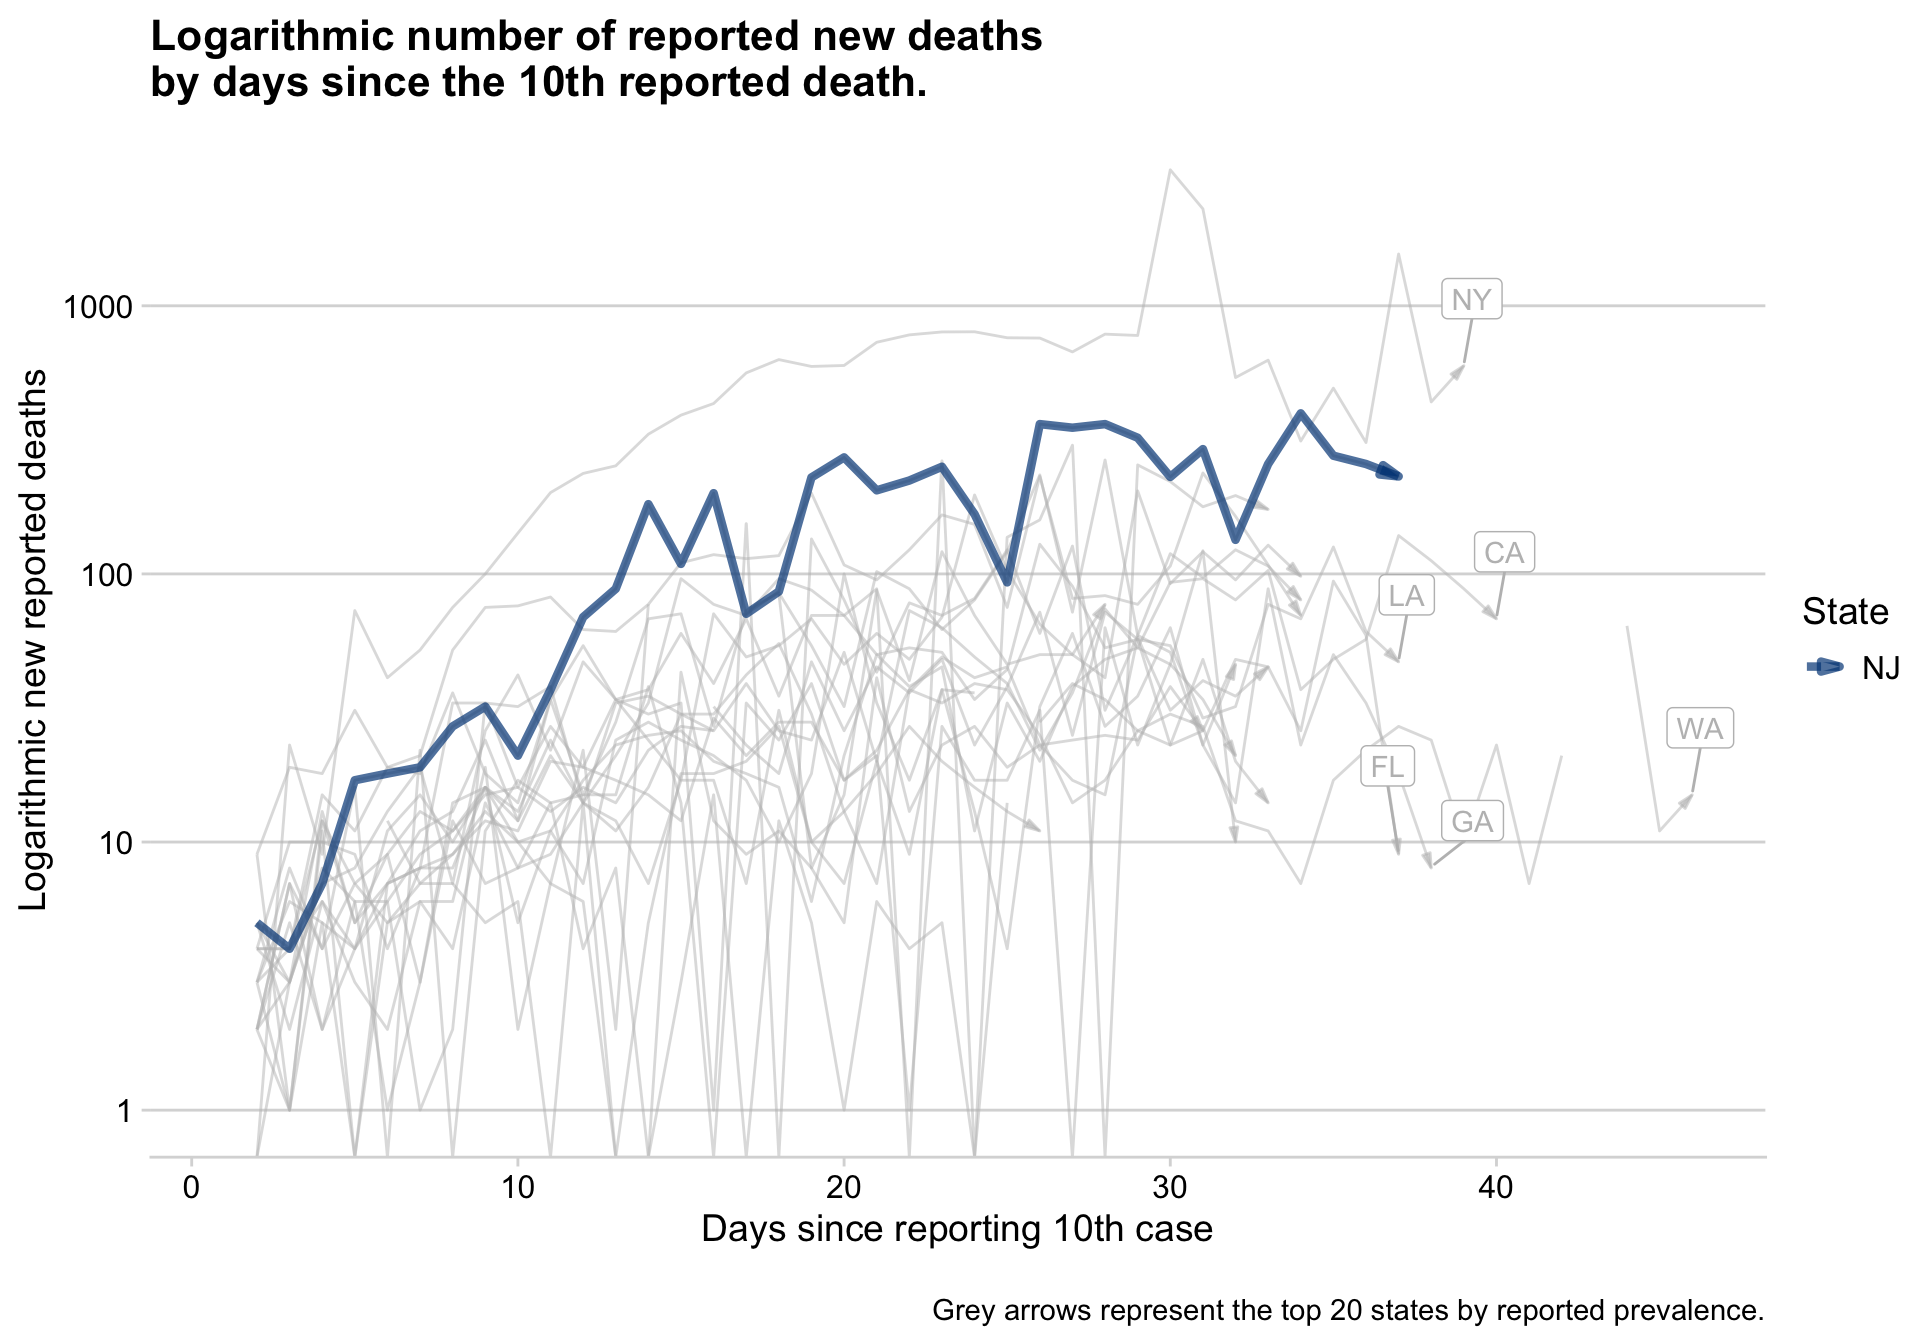 Logarithmic number of reported new deaths
by days since the 10th reported death.
Logarithmic new reported deaths
1000
100
10
1
NY
CA
LA
WA
FL
GA
State
NJ
0
10
20
30
40
Days since reporting 10th case
Grey arrows represent the top 20 states by reported prevalence.